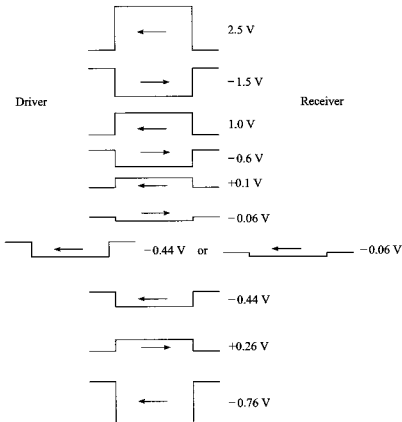 2.5 V
−1.5 V
Driver
Receiver
1.0 V
−0.6 V
+0.1 V
−0.06 V
−0.44 V or −0.06 V
−0.44 V
+0.26 V
−0.76 V